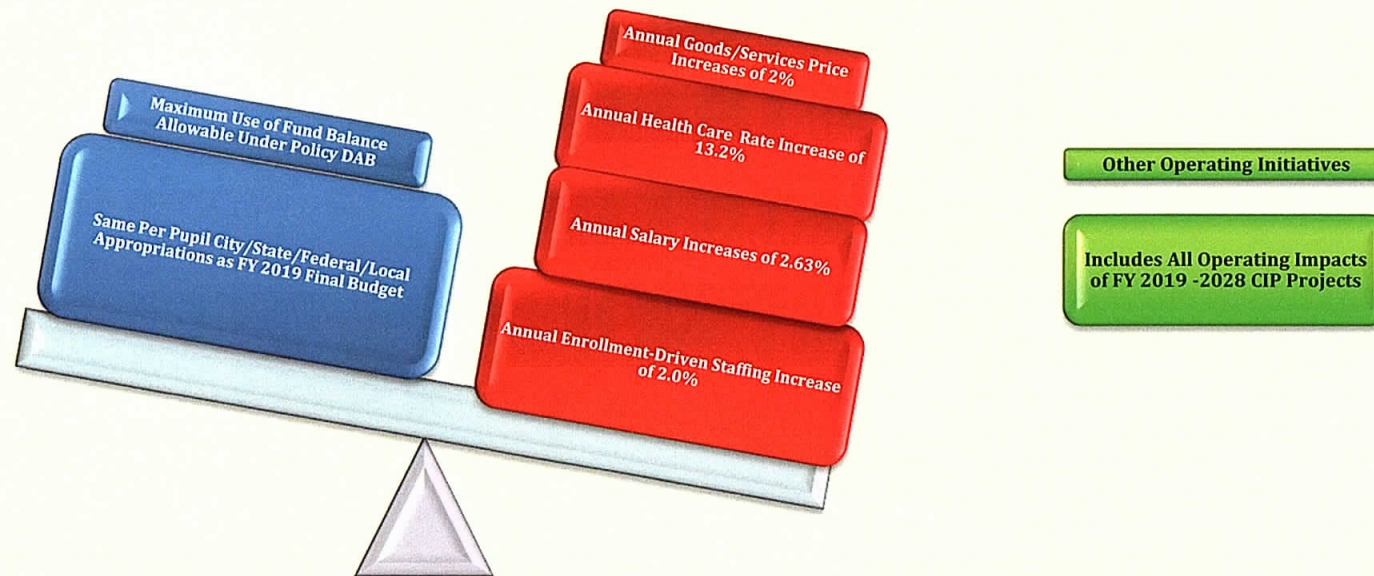 Maximum Use of Fund Balance
Allowable Under Policy DAB
Same Per Pupil City/State/Federal/Local
Appropriations as FY 2019 Final Budget
Annual Goods/Services Price
Increases of 2%
Annual Health Care Rate Increase of
13.2%
Annual Salary Increases of 2.63%
Annual Enrollment-Driven Staffing Increase
of 2.0%
Other Operating Initiatives
Includes All Operating Impacts
of FY 2019 -2028 CIP Projects